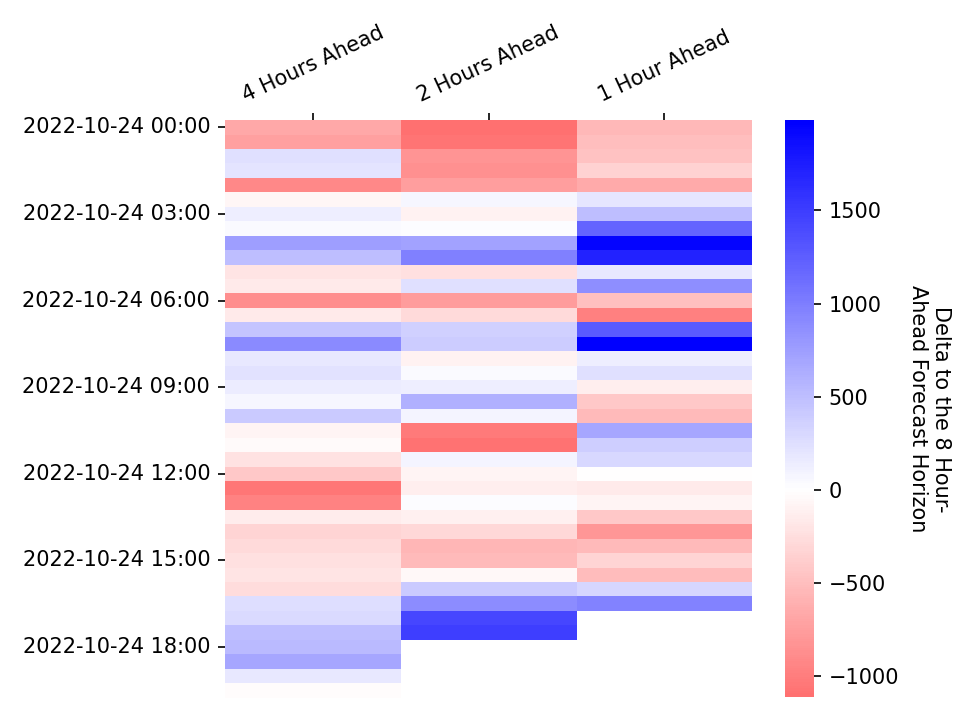 4 Hours Ahead
2 Hours Ahead
1 Hour Ahead
2022-10-24 00:00
2022-10-24 03:00
2022-10-24 06:00
2022-10-24 09:00
2022-10-24 12:00
2022-10-24 15:00
2022-10-24 18:00
1500
1000
500
0
−500
−1000
Delta to the 8 Hour-
Ahead Forecast Horizon